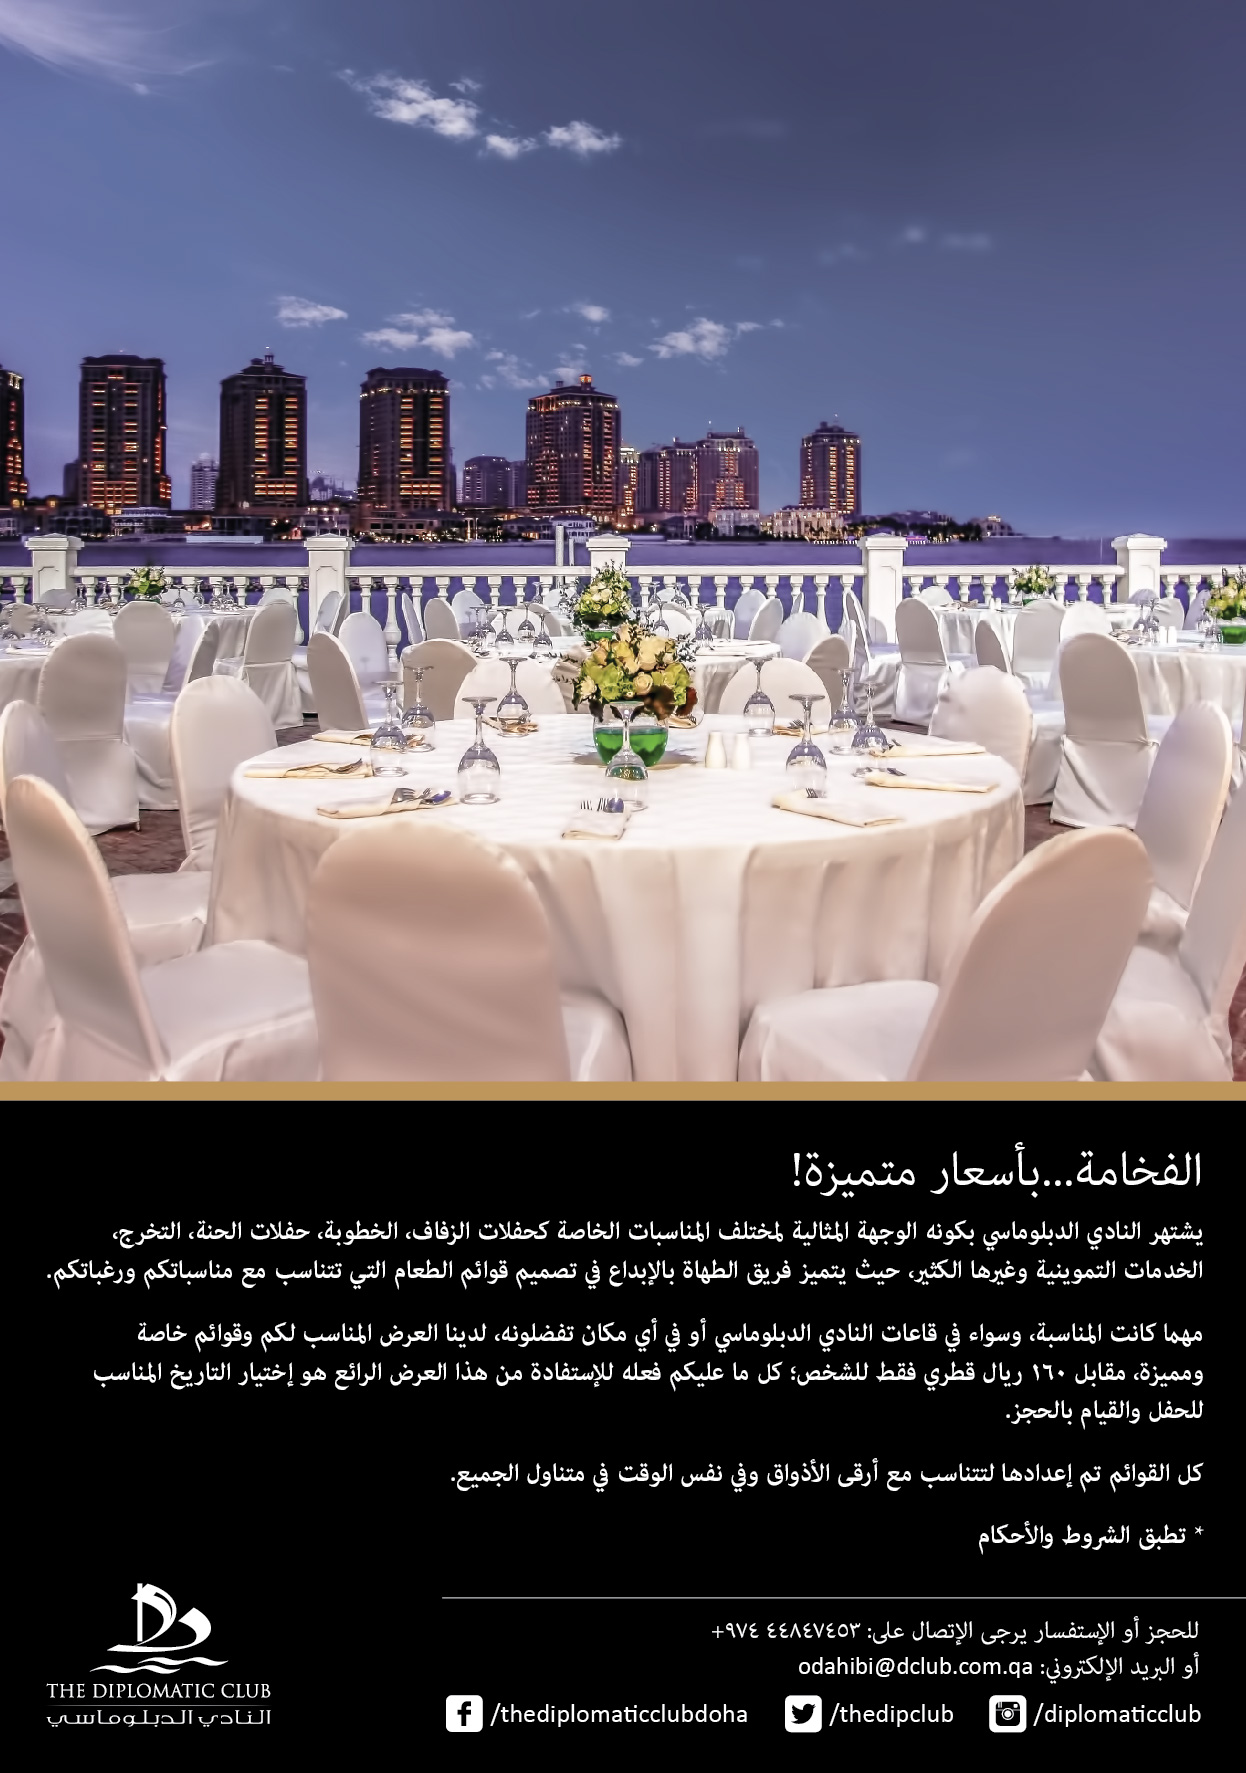 الفخامة...بأسعار متميزة!
يشتهر النادي الدبلوماسي بكونه الوجهة المثالية لمختلف المناسبات الخاصة كحفلات الزفاف، الخطوبة، حفلات الحنة، التخرج،
الخدمات التموينية وغيرها الكثير، حيث يتميز فريق الطهاة بالإبداع في تصميم قوائم الطعام التي تتناسب مع مناسباتكم ورغباتكم.
مهما كانت المناسبة، وسواء في قاعات النادي الدبلوماسي أو في أي مكان تفضلونه، لدينا العرض المناسب لكم وقوائم خاصة
ومميزة، مقابل ١٦٠ ريال قطري فقط للشخص؛ كل ما عليكم فعله للإستفادة من هذا العرض الرائع هو إختيار التاريخ المناسب
للحفل والقيام بالحجز.
كل القوائم تم إعدادها لتتناسب مع أرقى الأذواق وفي نفس الوقت في متناول الجميع.
* تطبق الشروط والأحكام
للحجز أو الإستفسار يرجى الإتصال على: ٤٤٨٤٧٤٥٣ ٩٧٤+
أو البريد الإلكتروني: odahibi@dclub.com.qa
/thediplomaticclubdoha /thedipclub /diplomaticclub
THE DIPLOMATIC CLUB
النادي الدبلوماسي